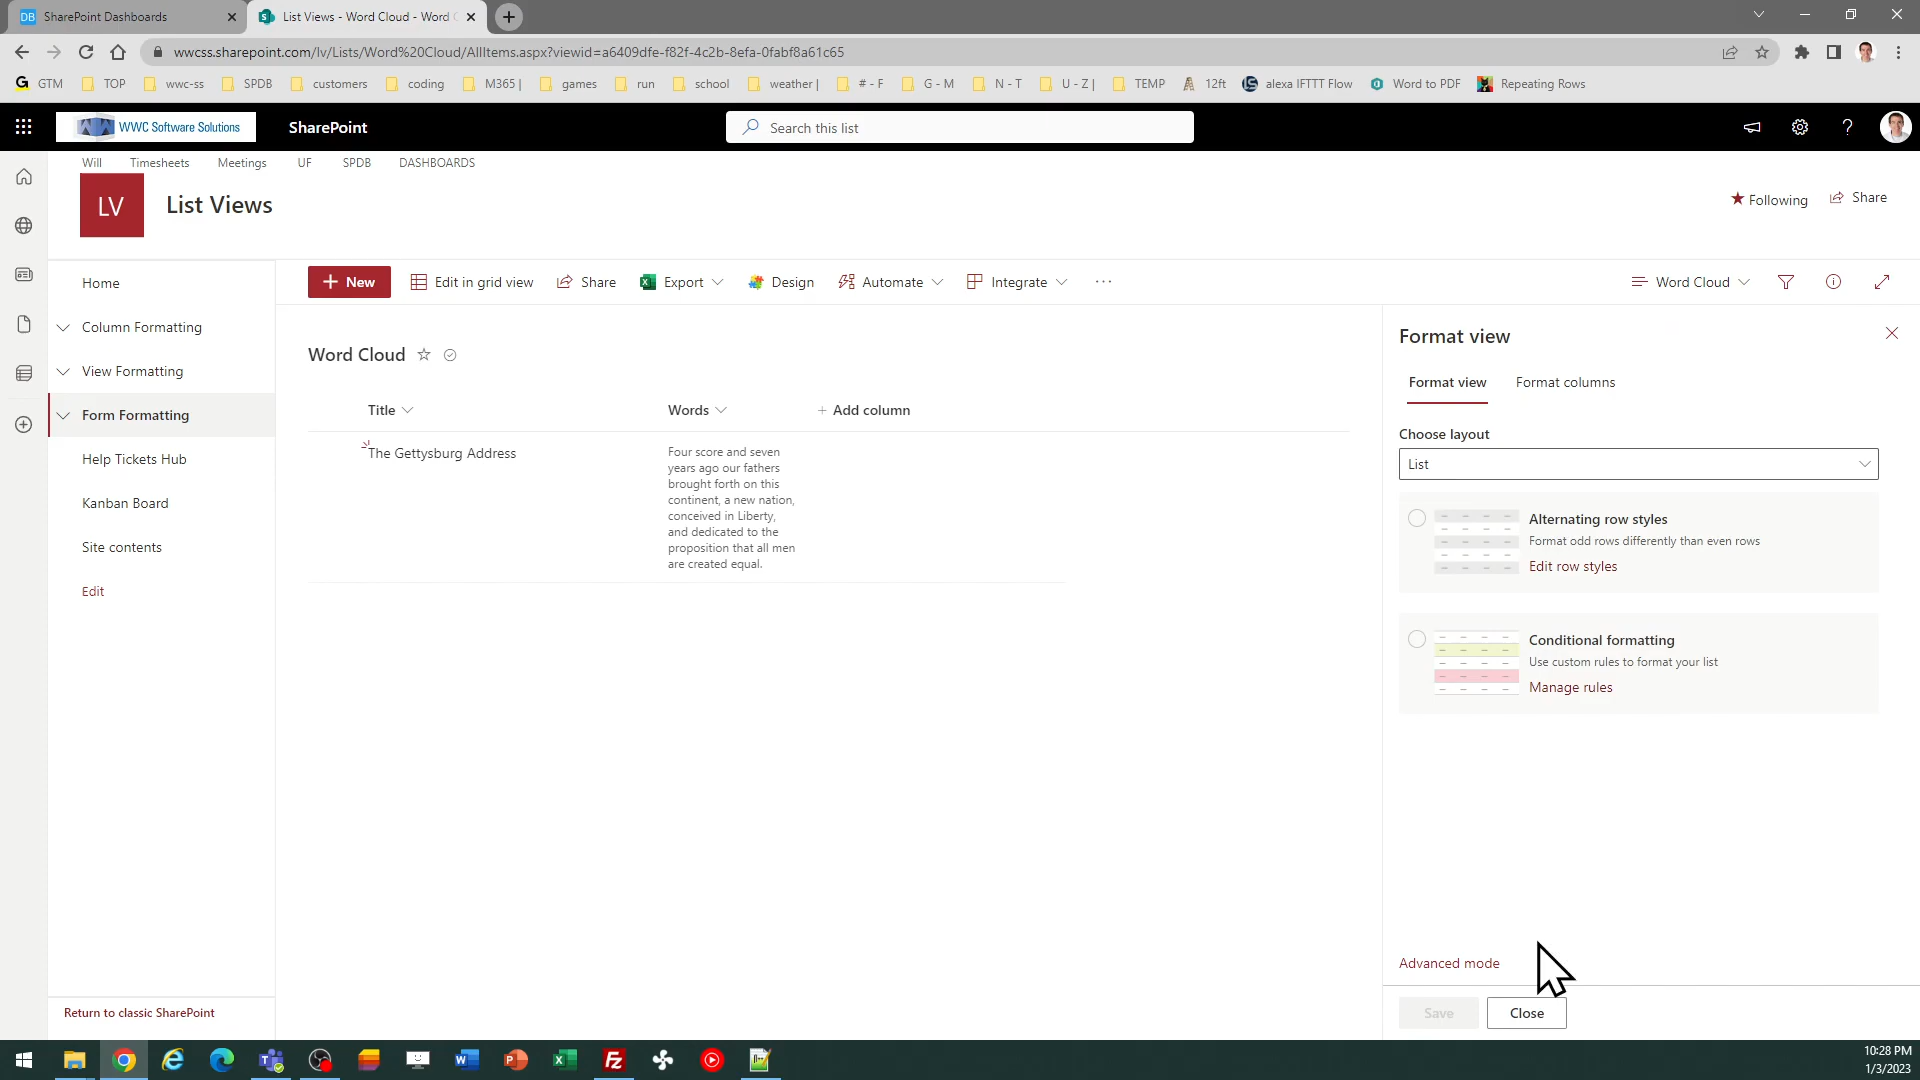 DB SharePoint Dashboards
S List Views - Word Cloud - Word C
wwcss.sharepoint.com/lv/Lists/Word%20Cloud/AllItems.aspx?viewid=a6409dfe-f82f-4c2b-8efa-0fabf8a61c65
G GTM TOP wwc-ss SPDB customers coding M365 | games run school weather | # - F G - M N - T U - Z | TEMP 12ft alexa IFTTT Flow Word to PDF Repeating Rows
WWC Software Solutions SharePoint Search this list
Will Timesheets Meetings UF SPDB DASHBOARDS
LV List Views
Following Share
Home
Column Formatting
View Formatting
Form Formatting
Help Tickets Hub
Kanban Board
Site contents
Edit
Return to classic SharePoint
New Edit in grid view Share Export Design Automate Integrate ... Word Cloud
Word Cloud
Title Words + Add column
The Gettysburg Address
Four score and seven
years ago our fathers
brought forth on this
continent, a new nation,
conceived in Liberty,
and dedicated to the
proposition that all men
are created equal.
Format view
Format view Format columns
Choose layout
List
Alternating row styles
Format odd rows differently than even rows
Edit row styles
Conditional formatting
Use custom rules to format your list
Manage rules
Advanced mode
Save Close
10:28 PM
1/3/2023